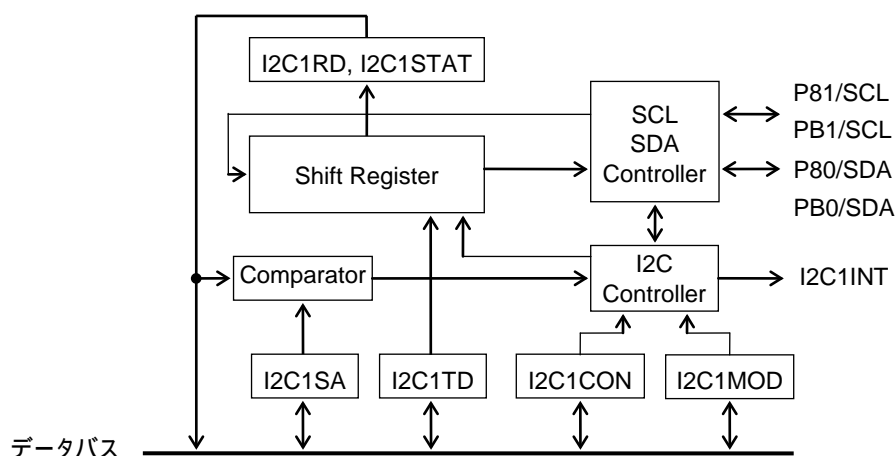 I2C1RD, I2C1STAT
SCL
SDA
Controller
P81/SCL
PB1/SCL
P80/SDA
PB0/SDA
Shift Register
Comparator
I2C
Controller
I2C1INT
I2C1SA
I2C1TD
I2C1CON
I2C1MOD
データバス